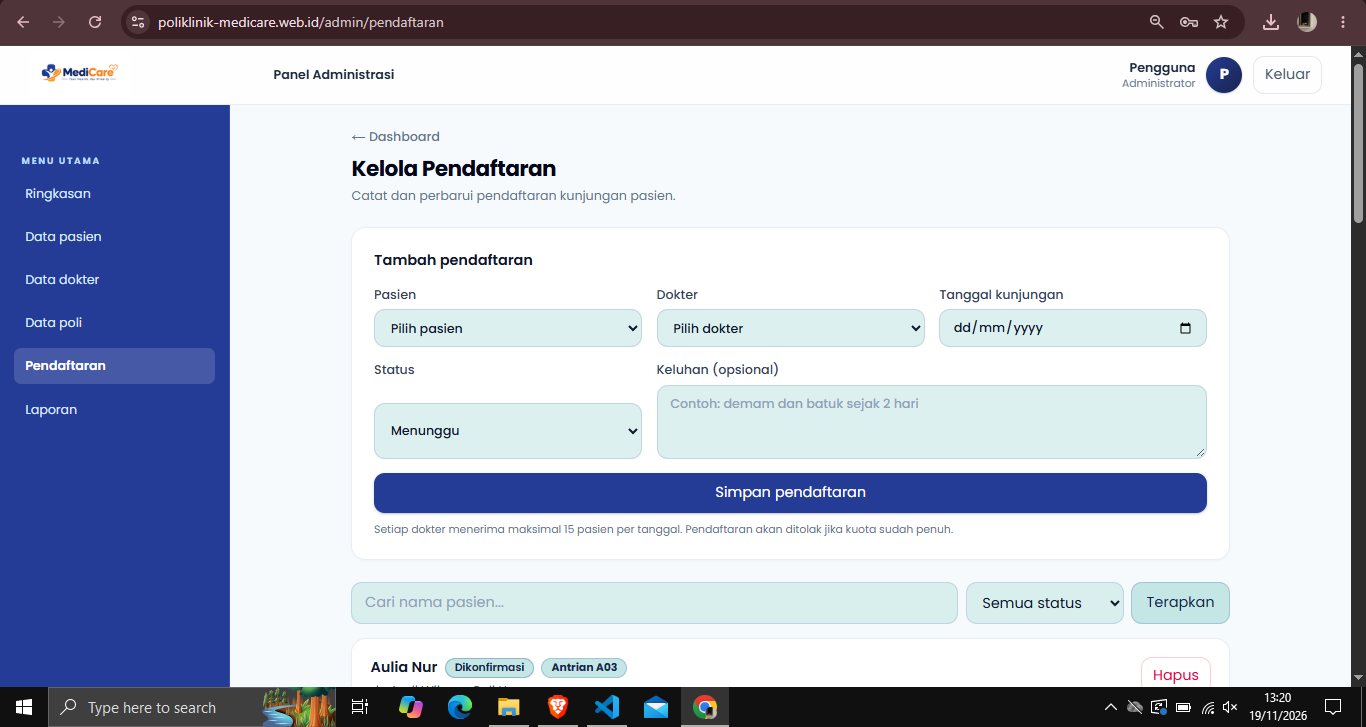 poliklinik-medicare.web.id/admin/pendaftaran
MediCare
Panel Administrasi
Pengguna
Administrator
P
Keluar
MENU UTAMA
Ringkasan
Data pasien
Data dokter
Data poli
Pendaftaran
Laporan
← Dashboard
Kelola Pendaftaran
Catat dan perbarui pendaftaran kunjungan pasien.
Tambah pendaftaran
Pasien
Dokter
Tanggal kunjungan
Pilih pasien
Pilih dokter
dd/mm/yyyy
Status
Keluhan (opsional)
Menunggu
Contoh: demam dan batuk sejak 2 hari
Simpan pendaftaran
Setiap dokter menerima maksimal 15 pasien per tanggal. Pendaftaran akan ditolak jika kuota sudah penuh.
Cari nama pasien...
Semua status
Terapkan
Aulia Nur
Dikonfirmasi
Antrian A03
Hapus
Type here to search
13:20
19/11/2026